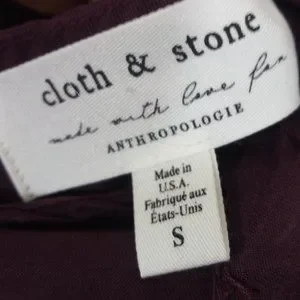 cloth & stone
made with love for
ANTHROPOLOGIE
Made in
U.S.A.
Fabriqué aux
États-Unis
S